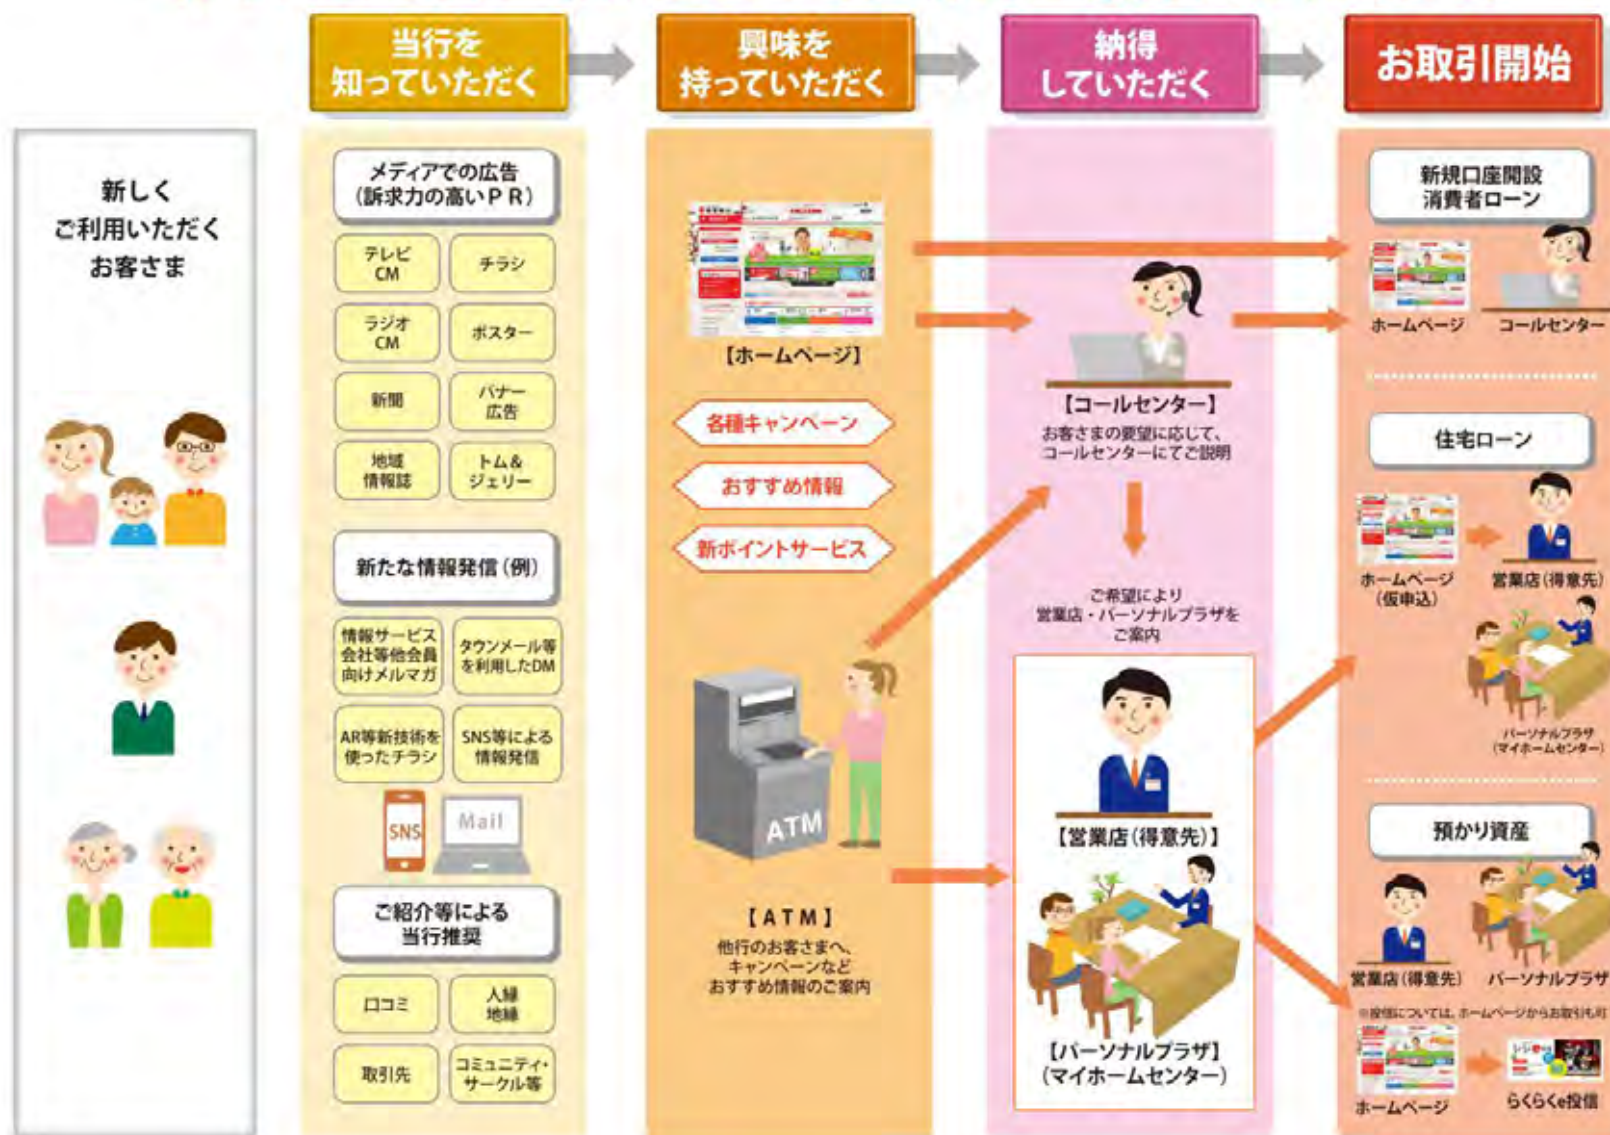 当行を
知っていただく
興味を
持っていただく
納得
していただく
お取引開始
新しく
ご利用いただく
お客さま
メディアでの広告
(訴求力の高いPR)
テレビ
CM
チラシ
ラジオ
CM
ポスター
新聞
バナー
広告
地域
情報誌
トム&
ジェリー
新たな情報発信(例)
情報サービス
会社等他会員
向けメルマガ
タウンメール等
を利用したDM
AR等新技術を
使ったチラシ
SNS等による
情報発信
SNS
Mail
ご紹介等による
当行推奨
口コミ
人縁
地縁
取引先
コミュニティ・
サークル等
【ホームページ】
各種キャンペーン
おすすめ情報
新ポイントサービス
ATM
【ATM】
他行のお客さまへ、
キャンペーンなど
おすすめ情報のご案内
【コールセンター】
お客さまの要望に応じて、
コールセンターにてご説明
ご希望により
営業店・パーソナルプラザを
ご案内
【営業店(得意先)】
【パーソナルプラザ】
(マイホームセンター)
新規口座開設
消費者ローン
ホームページ
コールセンター
住宅ローン
ホームページ
(仮申込)
営業店(得意先)
パーソナルプラザ
(マイホームセンター)
預かり資産
営業店(得意先)
パーソナルプラザ
※投信については、ホームページからお取引も可
ホームページ
らくらくe投信